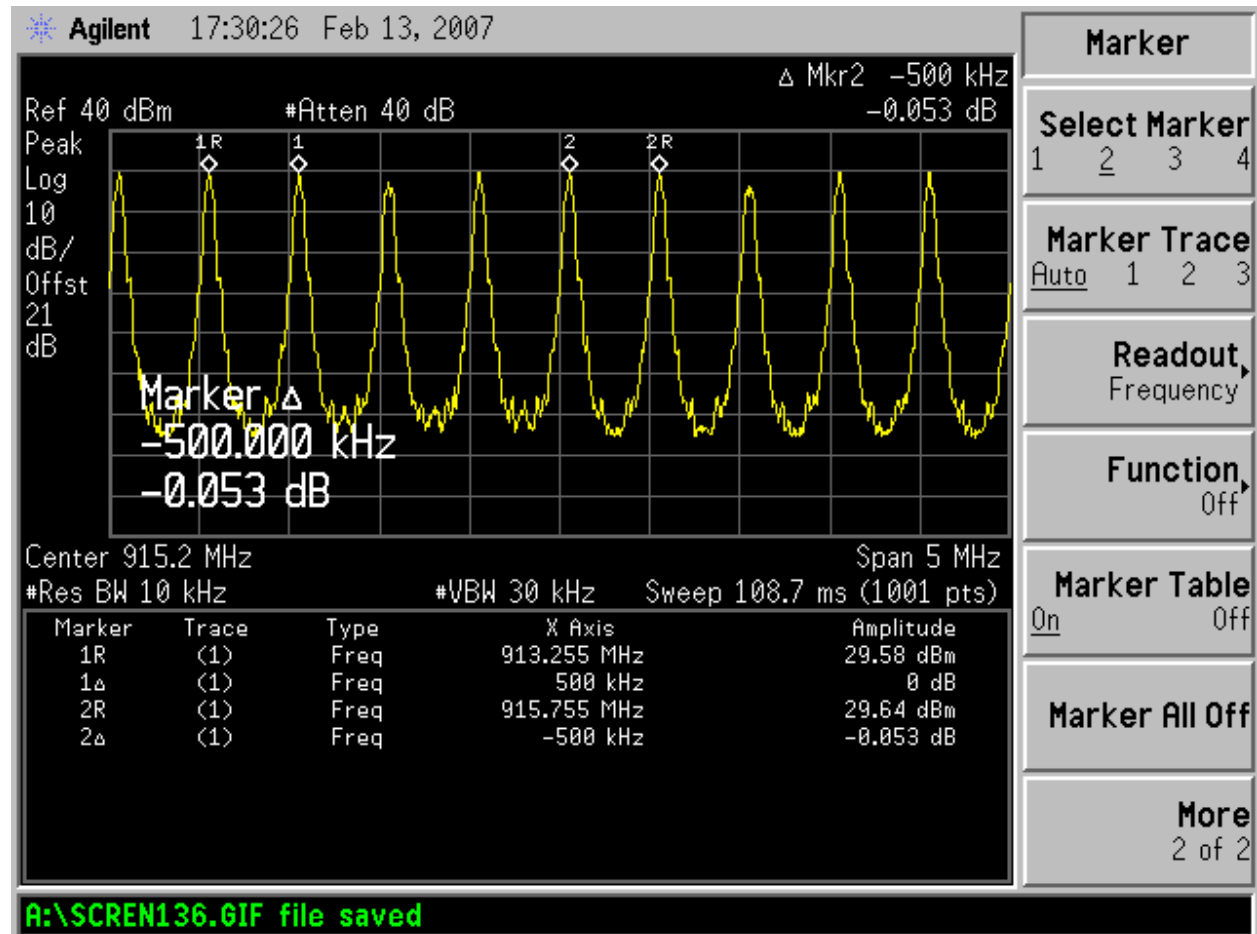 Agilent 17:30:26 Feb 13, 2007
Δ Mkr2 -500 kHz
Ref 40 dBm #Atten 40 dB -0.053 dB
Peak
Log
10
dB/
Offst
21
dB
1R 1 2 2R
Marker Δ
-500.000 kHz
-0.053 dB
Center 915.2 MHz Span 5 MHz
#Res BW 10 kHz #VBW 30 kHz Sweep 108.7 ms (1001 pts)
Marker Trace Type X Axis Amplitude
1R (1) Freq 913.255 MHz 29.58 dBm
1Δ (1) Freq 500 kHz 0 dB
2R (1) Freq 915.755 MHz 29.64 dBm
2Δ (1) Freq -500 kHz -0.053 dB
A:\SCREN136.GIF file saved
Marker
Select Marker
1 2 3 4
Marker Trace
Auto 1 2 3
Readout
Frequency
Function
Off
Marker Table
On Off
Marker All Off
More
2 of 2